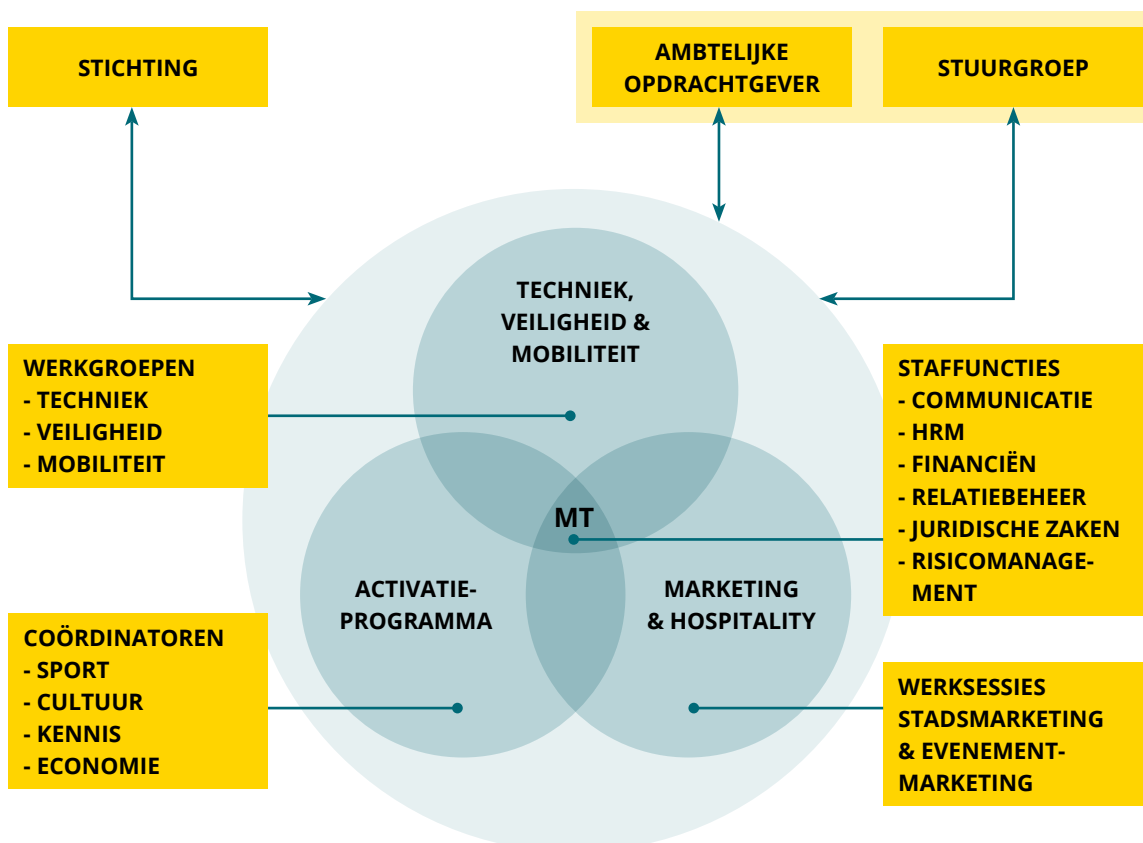 STICHTING
AMBTELIJKE
OPDRACHTGEVER
STUURGROEP
TECHNIEK,
VEILIGHEID &
MOBILITEIT
WERKGROEPEN
- TECHNIEK
- VEILIGHEID
- MOBILITEIT
STAFFUNCTIES
- COMMUNICATIE
- HRM
- FINANCIËN
- RELATIEBEHEER
- JURIDISCHE ZAKEN
- RISICOMANAGE-
MENT
MT
ACTIVATIE-
PROGRAMMA
MARKETING
& HOSPITALITY
COÖRDINATOREN
- SPORT
- CULTUUR
- KENNIS
- ECONOMIE
WERKSESSIES
STADSMARKETING
& EVENEMENT-
MARKETING